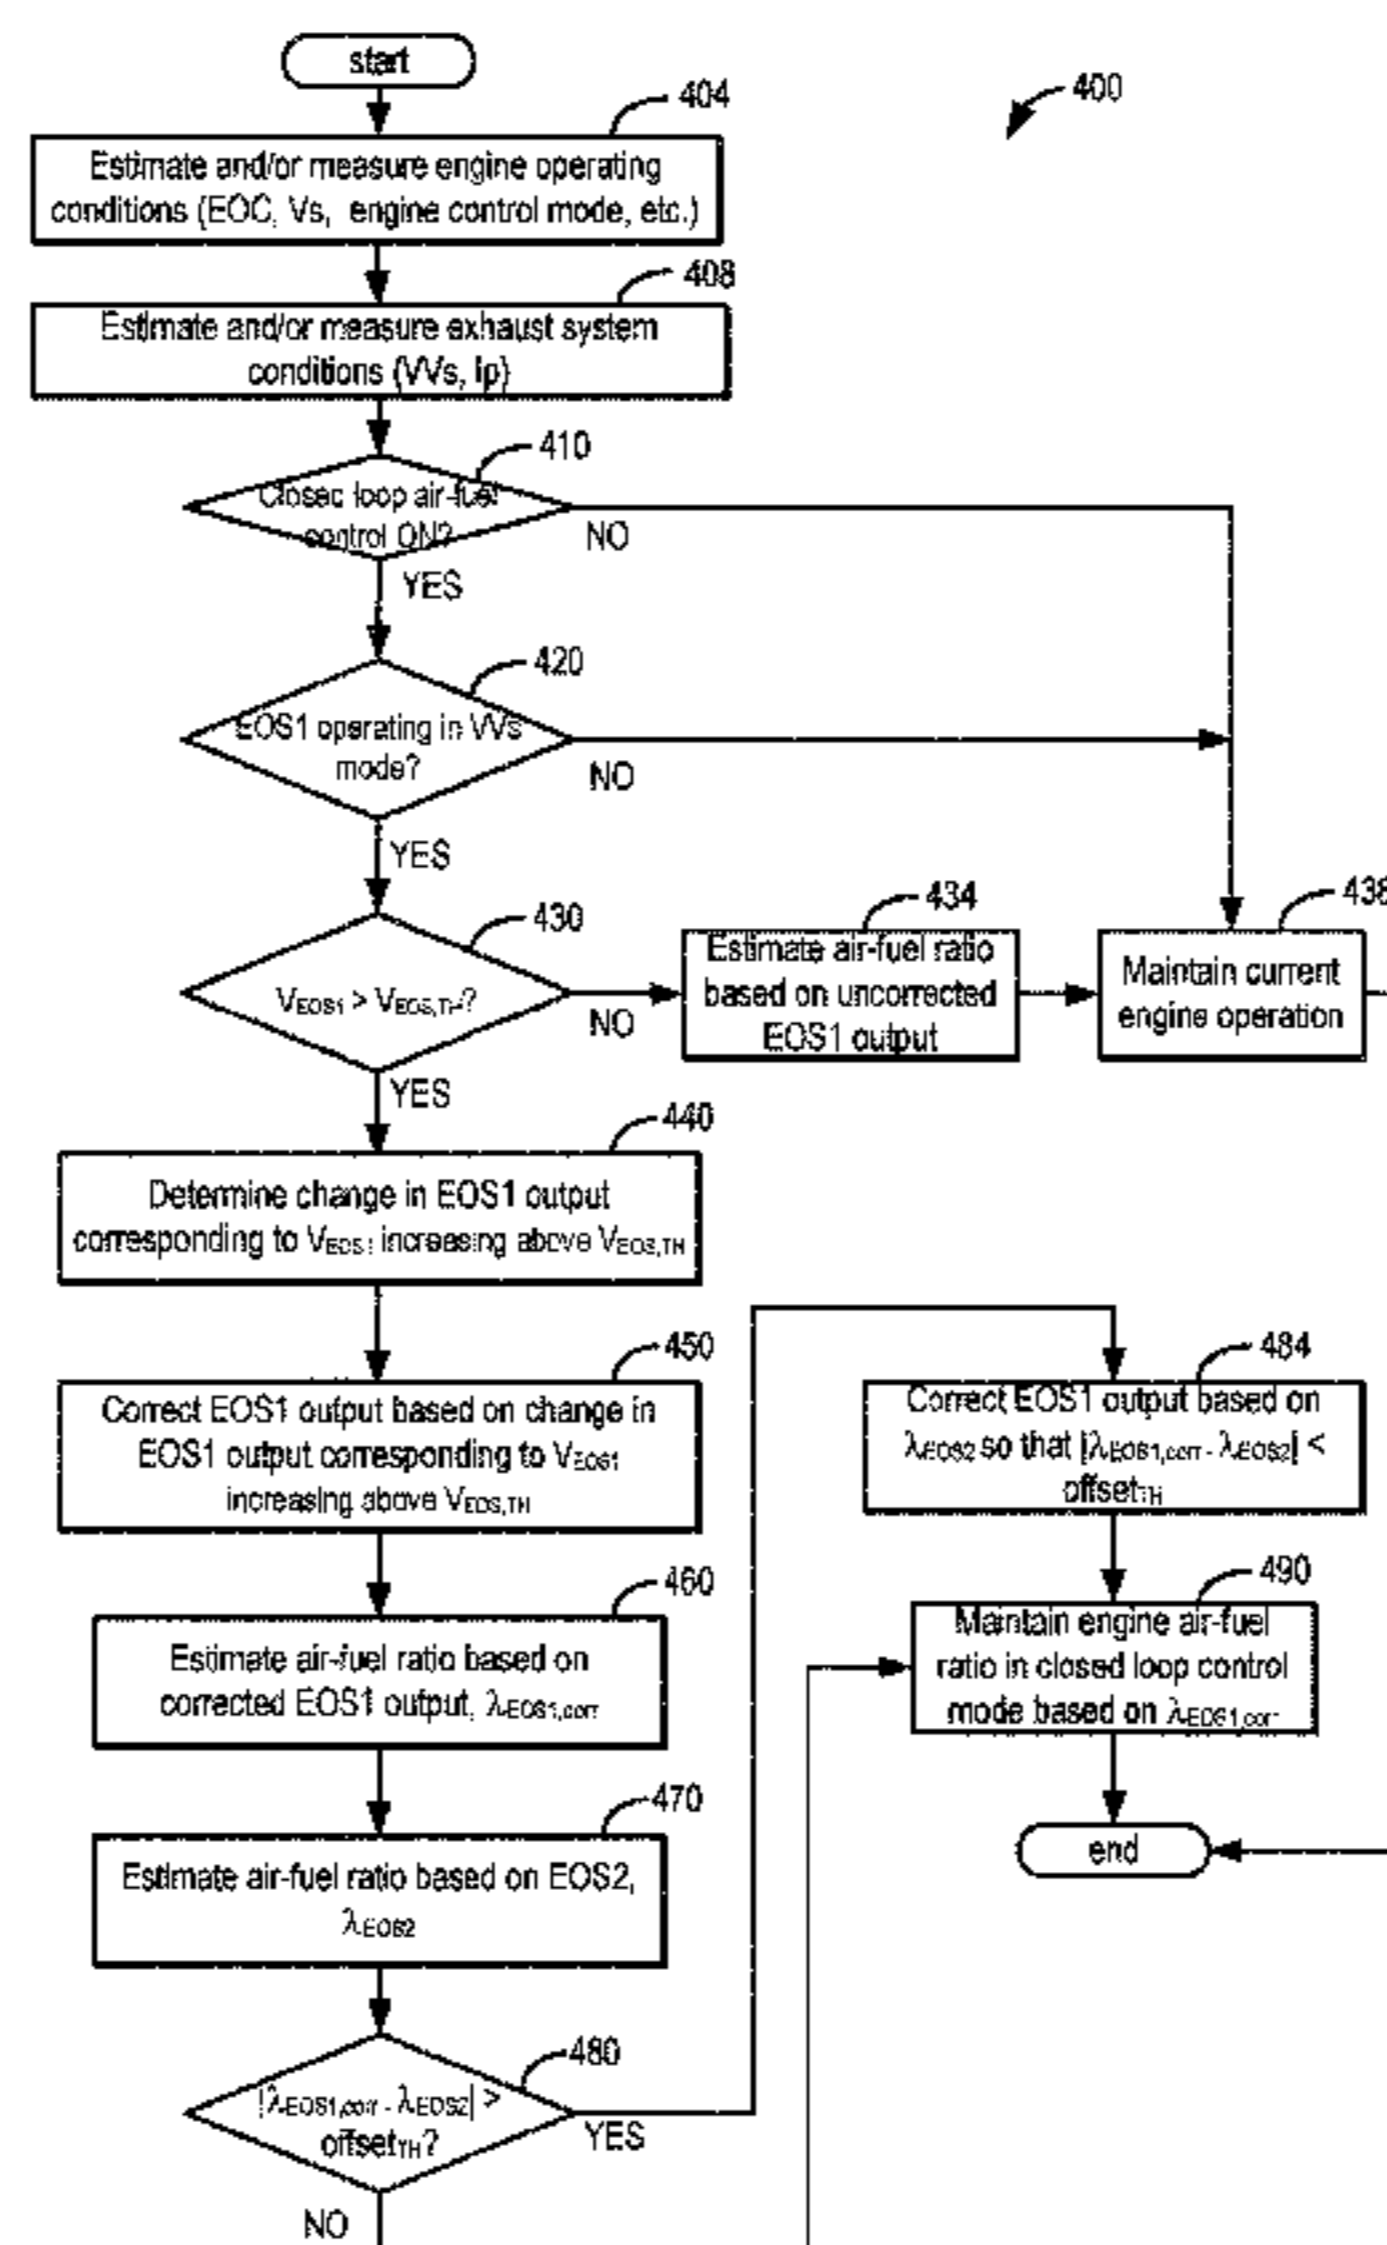 start
404
400
Estimate and/or measure engine operating
conditions (EOC, Vs, engine control mode, etc.)
408
Estimate and/or measure exhaust system
conditions (VVs, Ip)
410
Closed loop air-fuel
control ON?
NO
YES
420
EOS1 operating in VVs
mode?
NO
YES
430
434
438
VEOS1 > VEOS,TH?
NO
Estimate air-fuel ratio
based on uncorrected
EOS1 output
Maintain current
engine operation
YES
440
Determine change in EOS1 output
corresponding to VEOS1 increasing above VEOS,TH
450
Correct EOS1 output based on change in
EOS1 output corresponding to VEOS1
increasing above VEOS,TH
484
Correct EOS1 output based on
λEOS2 so that |λEOS1,corr - λEOS2| <
offsetTH
460
Estimate air-fuel ratio based on
corrected EOS1 output, λEOS1,corr
490
Maintain engine air-fuel
ratio in closed loop control
mode based on λEOS1,corr
470
Estimate air-fuel ratio based on EOS2,
λEOS2
end
480
|λEOS1,corr - λEOS2| >
offsetTH?
YES
NO